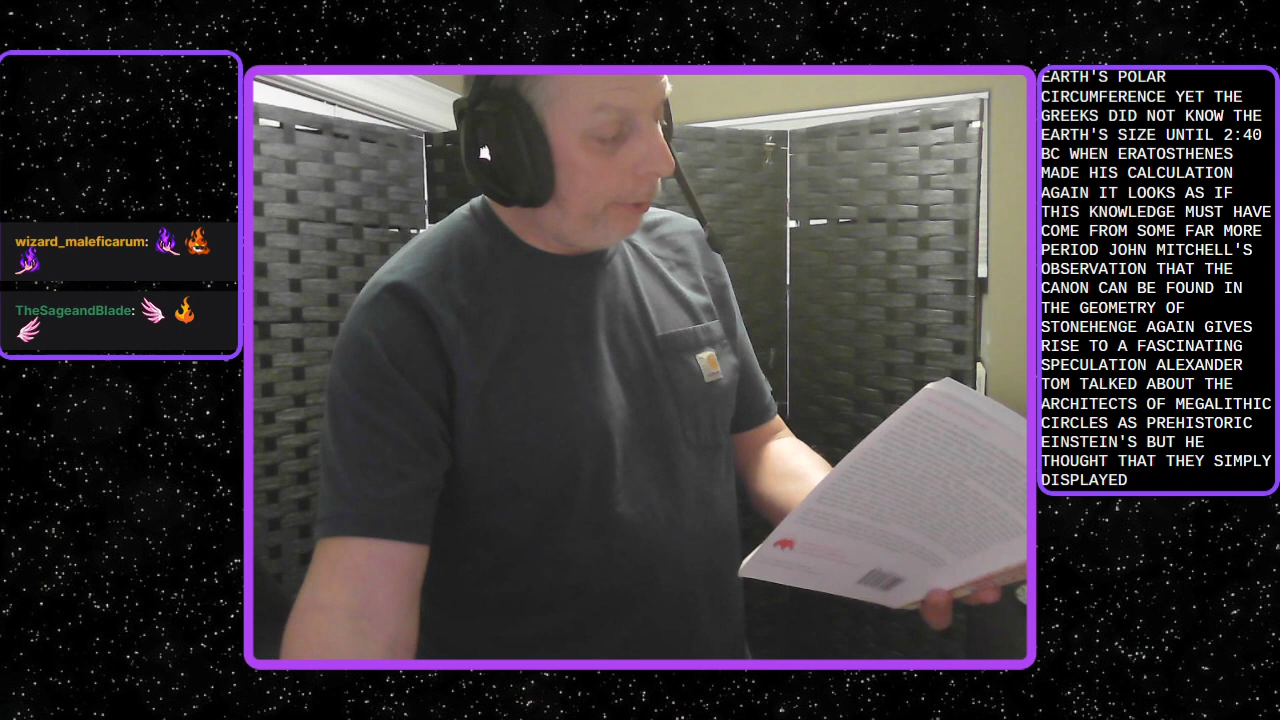 wizard_maleficarum:
TheSageandBlade:
EARTH'S POLAR
CIRCUMFERENCE YET THE
GREEKS DID NOT KNOW THE
EARTH'S SIZE UNTIL 2:40
BC WHEN ERATOSTHENES
MADE HIS CALCULATION
AGAIN IT LOOKS AS IF
THIS KNOWLEDGE MUST HAVE
COME FROM SOME FAR MORE
PERIOD JOHN MITCHELL'S
OBSERVATION THAT THE
CANON CAN BE FOUND IN
THE GEOMETRY OF
STONEHENGE AGAIN GIVES
RISE TO A FASCINATING
SPECULATION ALEXANDER
TOM TALKED ABOUT THE
ARCHITECTS OF MEGALITHIC
CIRCLES AS PREHISTORIC
EINSTEIN'S BUT HE
THOUGHT THAT THEY SIMPLY
DISPLAYED